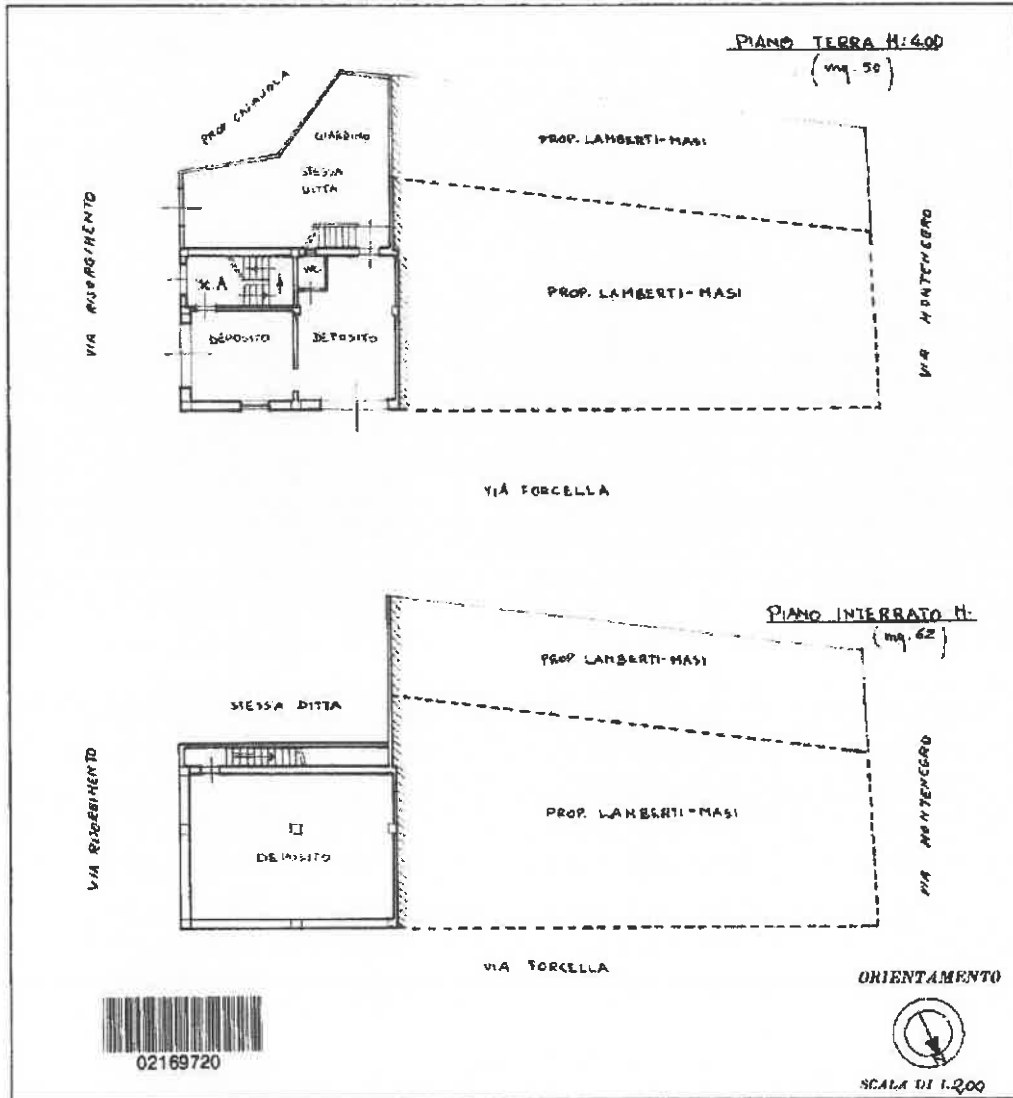 PIANO TERRA H:4.00
(mq. 50)
PROP.
GIARDINO
PROP. LAMBERTI-MASI
STESSA
DITTA
VIA RISORGIMENTO
VIA MONTENEGRO
WC
PROP. LAMBERTI-MASI
DEPOSITO
DEPOSITO
VIA FORCELLA
PIANO INTERRATO H.
(mq. 62)
PROP. LAMBERTI-MASI
STESSA DITTA
VIA RISORGIMENTO
VIA MONTENEGRO
PROP. LAMBERTI-MASI
DEPOSITO
VIA FORCELLA
ORIENTAMENTO
N
02169720
SCALA DI 1.200